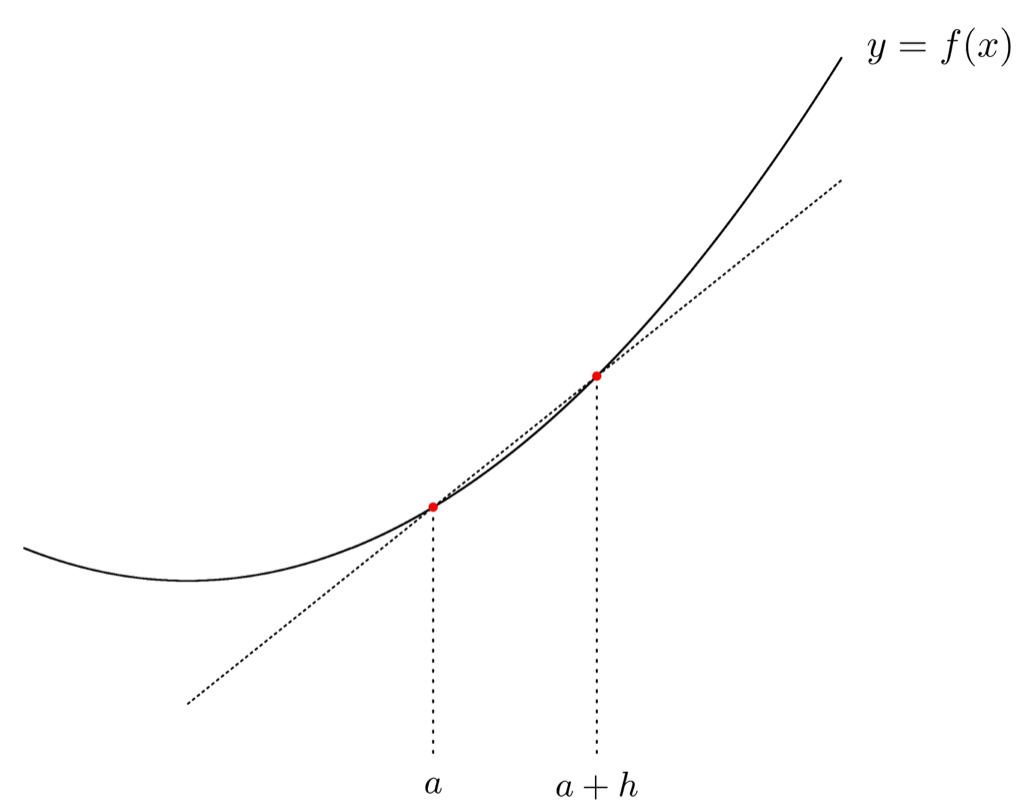 y = f(x)
a
a + h